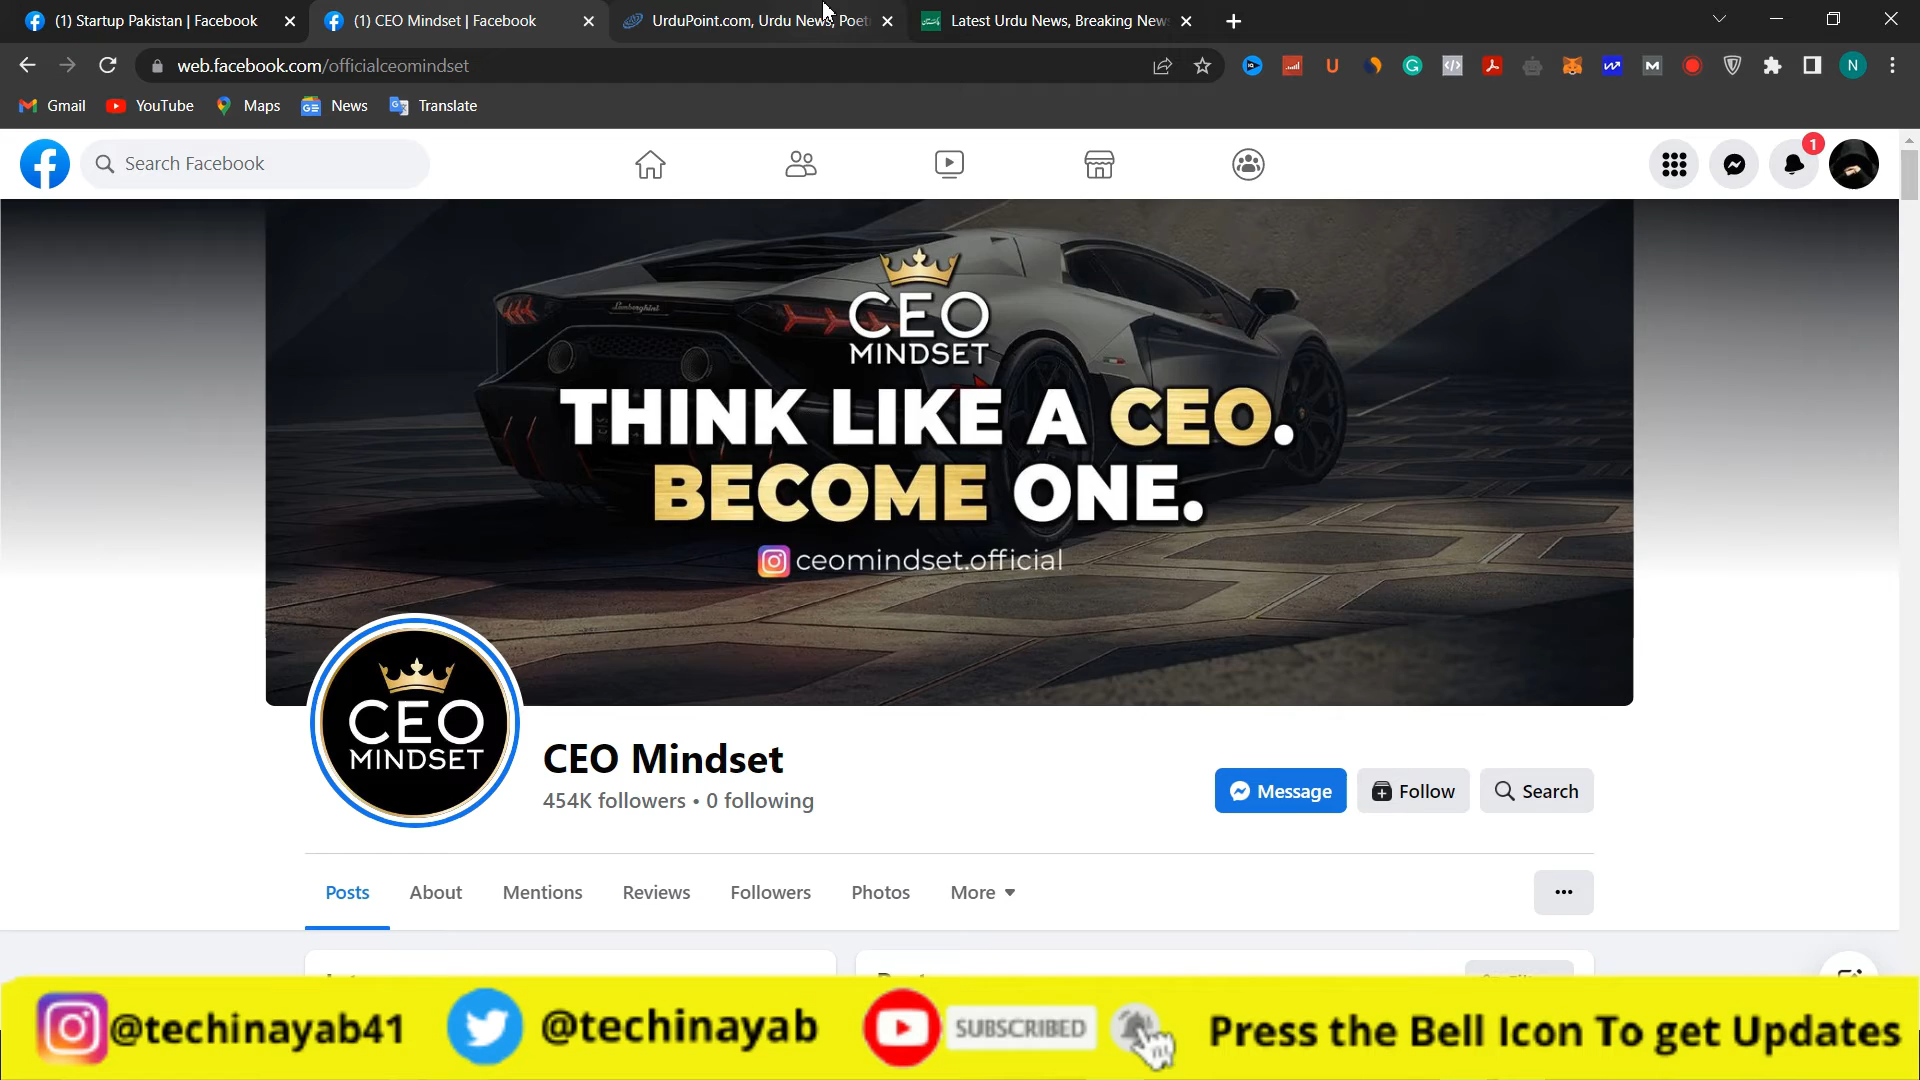 (1) Startup Pakistan | Facebook
(1) CEO Mindset | Facebook
UrduPoint.com, Urdu News, Poet
Latest Urdu News, Breaking New
web.facebook.com/officialceomindset
N
Gmail
YouTube
Maps
News
Translate
Search Facebook
1
Lamborghini
CEO
MINDSET
THINK LIKE A CEO.
BECOME ONE.
ceomindset.official
CEO
MINDSET
CEO Mindset
454K followers • 0 following
Message
Follow
Search
Posts
About
Mentions
Reviews
Followers
Photos
More
@techinayab41
@techinayab
SUBSCRIBED
Press the Bell Icon To get Updates